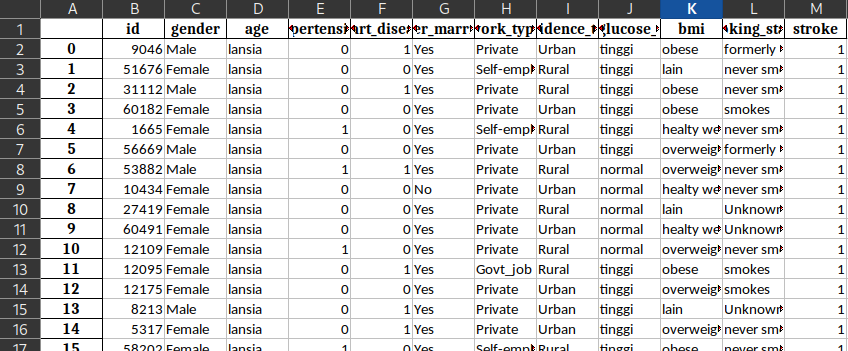 A B C D E F G H I J K L M
1 id gender age pertensi art_disea er_marri ork_typ idence_t glucose_ bmi king_st stroke
2 0 9046 Male lansia 0 1 Yes Private Urban tinggi obese formerly 1
3 1 51676 Female lansia 0 0 Yes Self-empl Rural tinggi lain never sm 1
4 2 31112 Male lansia 0 1 Yes Private Rural tinggi obese never sm 1
5 3 60182 Female lansia 0 0 Yes Private Urban tinggi obese smokes 1
6 4 1665 Female lansia 1 0 Yes Self-empl Rural tinggi healty we never sm 1
7 5 56669 Male lansia 0 0 Yes Private Urban tinggi overweig formerly 1
8 6 53882 Male lansia 1 1 Yes Private Rural normal overweig never sm 1
9 7 10434 Female lansia 0 0 No Private Urban normal healty we never sm 1
10 8 27419 Female lansia 0 0 Yes Private Rural normal lain Unknown 1
11 9 60491 Female lansia 0 0 Yes Private Urban normal healty we Unknown 1
12 10 12109 Female lansia 1 0 Yes Private Rural normal overweig never sm 1
13 11 12095 Female lansia 0 1 Yes Govt_job Rural tinggi obese smokes 1
14 12 12175 Female lansia 0 0 Yes Private Urban tinggi overweig smokes 1
15 13 8213 Male lansia 0 1 Yes Private Urban tinggi lain Unknown 1
16 14 5317 Female lansia 0 1 Yes Private Urban tinggi overweig never sm 1
17 15 58202 Female lansia 1 0 Yes Self-empl Rural tinggi obese never sm 1